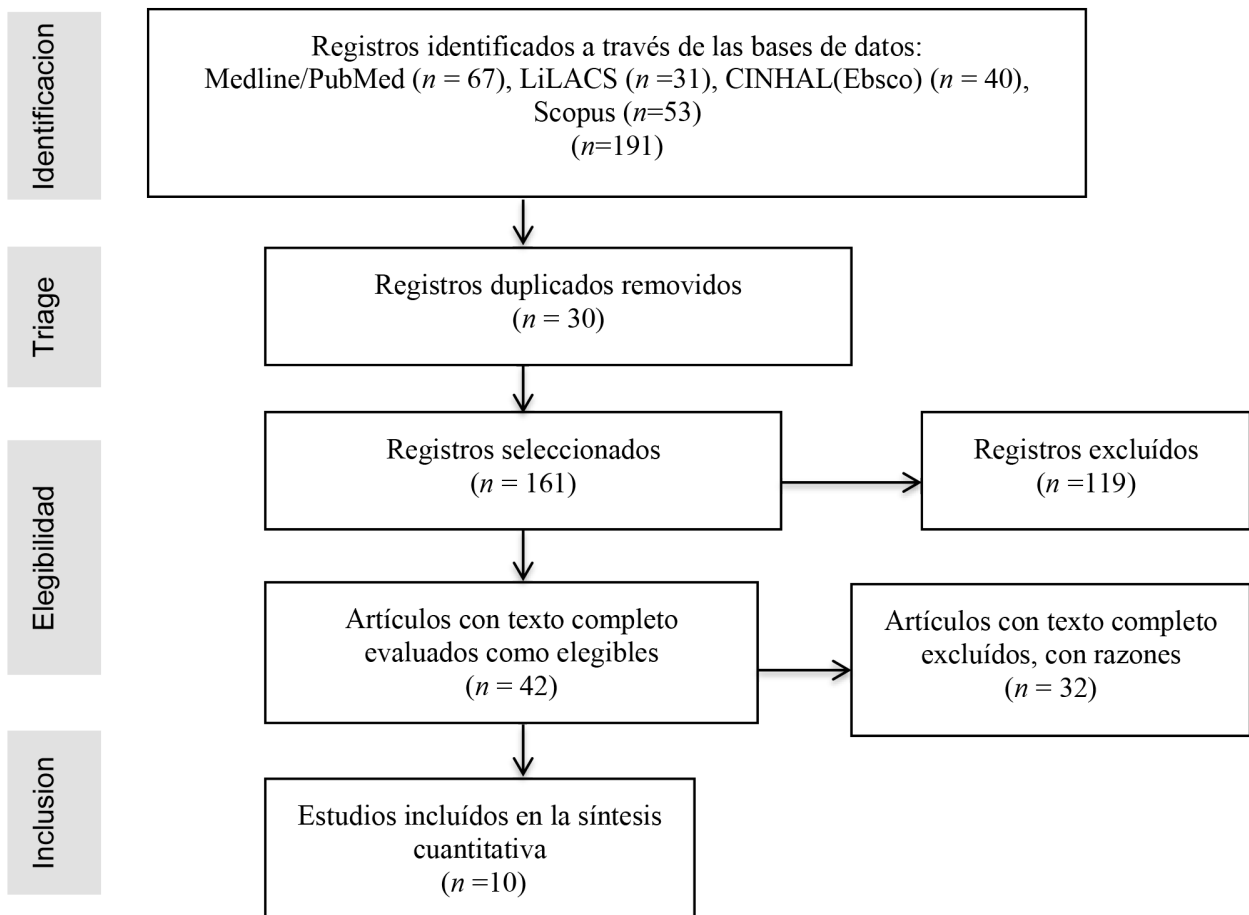 Identificacion
Registros identificados a través de las bases de datos:
Medline/PubMed (n = 67), LiLACS (n =31), CINHAL(Ebsco) (n = 40),
Scopus (n=53)
(n=191)
Triage
Registros duplicados removidos
(n = 30)
Elegibilidad
Registros seleccionados
(n = 161)
Registros excluídos
(n =119)
Artículos con texto completo
evaluados como elegibles
(n = 42)
Artículos con texto completo
excluídos, con razones
(n = 32)
Inclusion
Estudios incluídos en la síntesis
cuantitativa
(n =10)